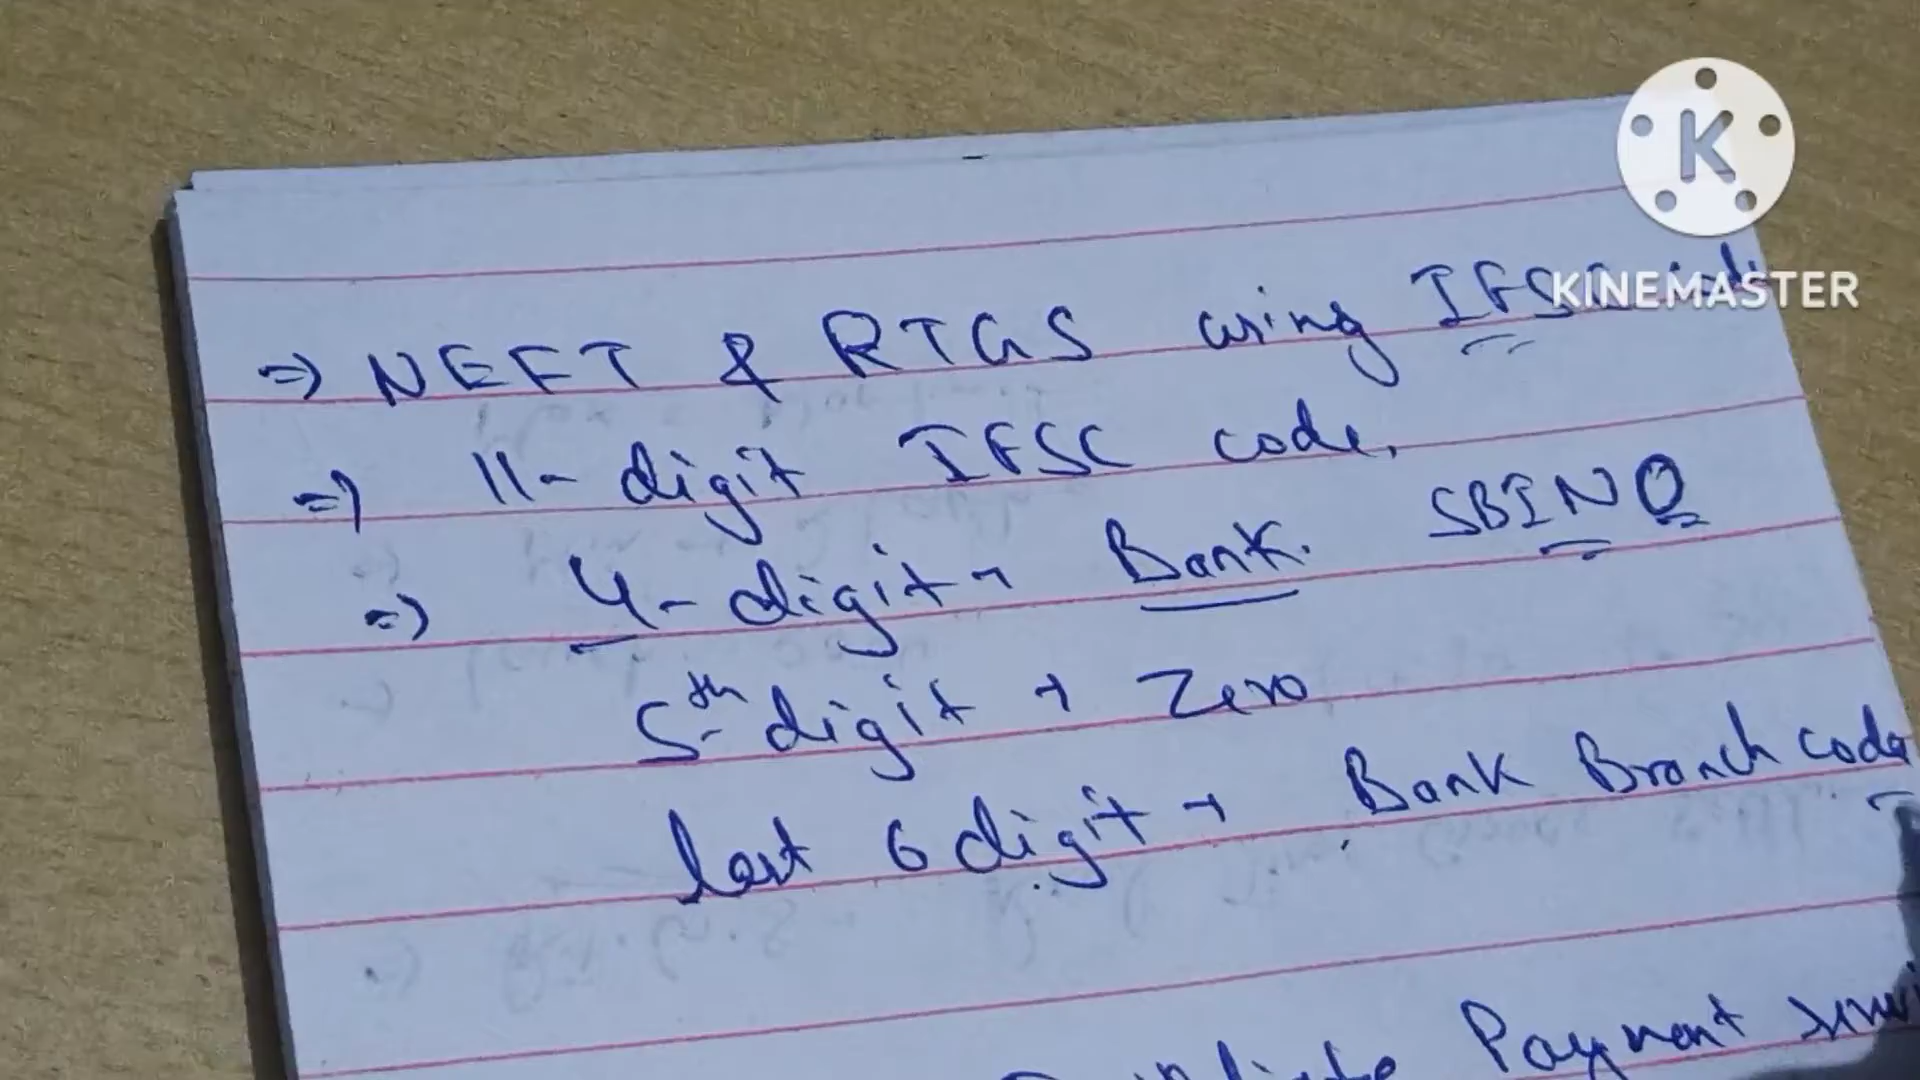 K
KINEMASTER
=> NEFT & RTGS using IFSC code
=> 11- digit IFSC code.
=> 4- digit → Bank. SBIN0
5th digit → Zero
last 6 digit → Bank Branch code
Payment